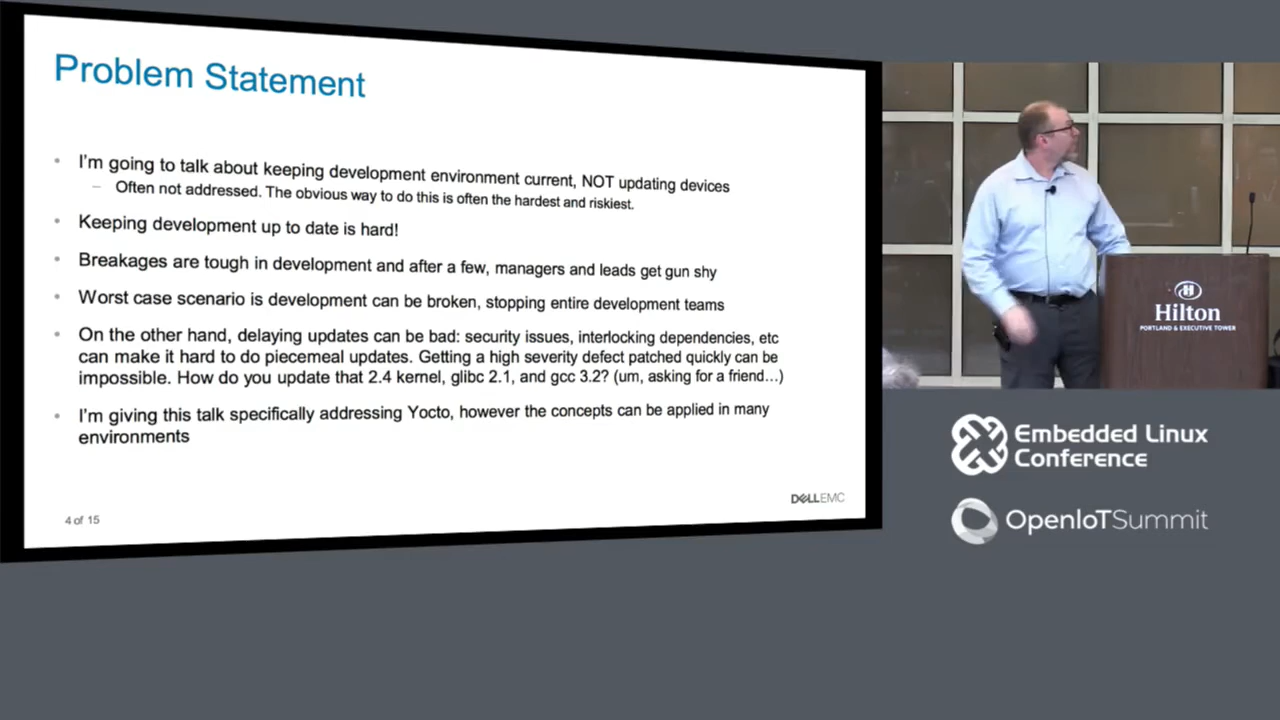 Problem Statement
I'm going to talk about keeping development environment current, NOT updating devices
Often not addressed. The obvious way to do this is often the hardest and riskiest.
Keeping development up to date is hard!
Breakages are tough in development and after a few, managers and leads get gun shy
Worst case scenario is development can be broken, stopping entire development teams
On the other hand, delaying updates can be bad: security issues, interlocking dependencies, etc
can make it hard to do piecemeal updates. Getting a high severity defect patched quickly can be
impossible. How do you update that 2.4 kernel, glibc 2.1, and gcc 3.2? (um, asking for a friend...)
I'm giving this talk specifically addressing Yocto, however the concepts can be applied in many
environments
4 of 15
DELLEMC
Hilton
PORTLAND & EXECUTIVE TOWER
Embedded Linux
Conference
OpenIoTSummit